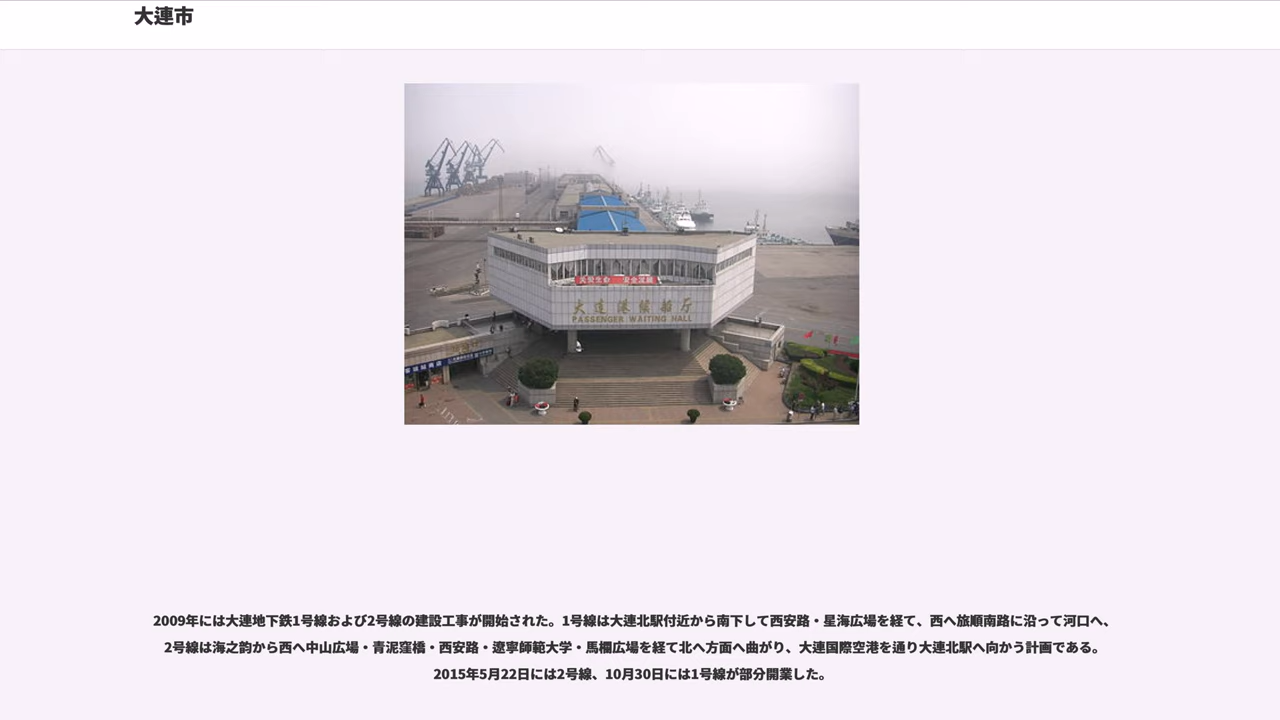 大連市
大连港候船厅
PASSENGER WAITING HALL
2009年には大連地下鉄1号線および2号線の建設工事が開始された。1号線は大連北駅付近から南下して西安路・星海広場を経て、西へ旅順南路に沿って河口へ、
2号線は海之韵から西へ中山広場・青泥窪橋・西安路・遼寧師範大学・馬欄広場を経て北へ方面へ曲がり、大連国際空港を通り大連北駅へ向かう計画である。
2015年5月22日には2号線、10月30日には1号線が部分開業した。